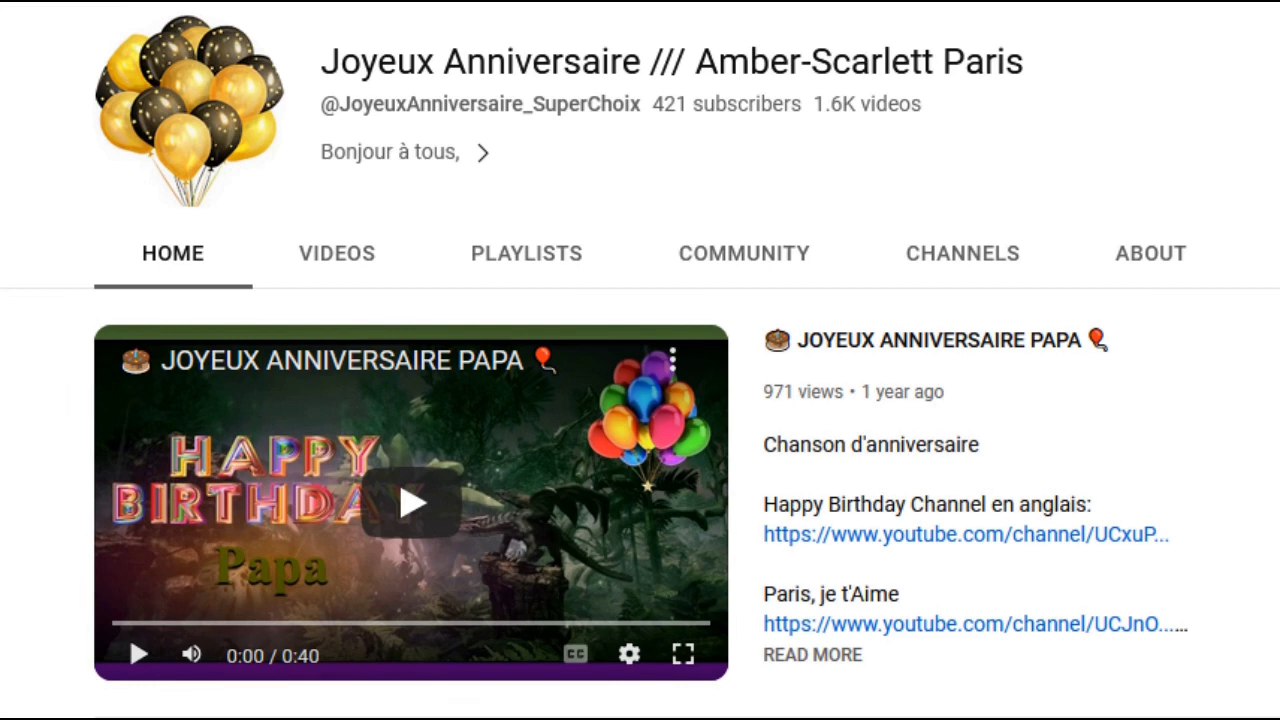 Joyeux Anniversaire /// Amber-Scarlett Paris
@JoyeuxAnniversaire_SuperChoix 421 subscribers 1.6K videos
Bonjour à tous,
HOME VIDEOS PLAYLISTS COMMUNITY CHANNELS ABOUT
JOYEUX ANNIVERSAIRE PAPA
HAPPY
BIRTHDA
Papa
0:00 / 0:40
CC
JOYEUX ANNIVERSAIRE PAPA
971 views • 1 year ago
Chanson d'anniversaire
Happy Birthday Channel en anglais:
https://www.youtube.com/channel/UCxuP...
Paris, je t'Aime
https://www.youtube.com/channel/UCJnO......
READ MORE